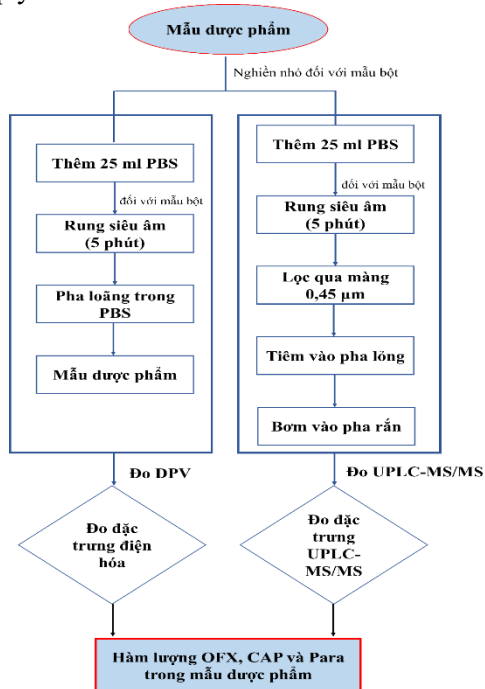 Mẫu dược phẩm
Nghiền nhỏ đối với mẫu bột
Thêm 25 ml PBS
đối với mẫu bột
Rung siêu âm
(5 phút)
Pha loãng trong
PBS
Mẫu dược phẩm
Đo DPV
Đo đặc
trưng điện
hóa
Thêm 25 ml PBS
đối với mẫu bột
Rung siêu âm
(5 phút)
Lọc qua màng
0,45 µm
Tiêm vào pha lỏng
Bơm vào pha rắn
Đo UPLC-MS/MS
Đo đặc
trưng
UPLC-
MS/MS
Hàm lượng OFX, CAP và Para
trong mẫu dược phẩm